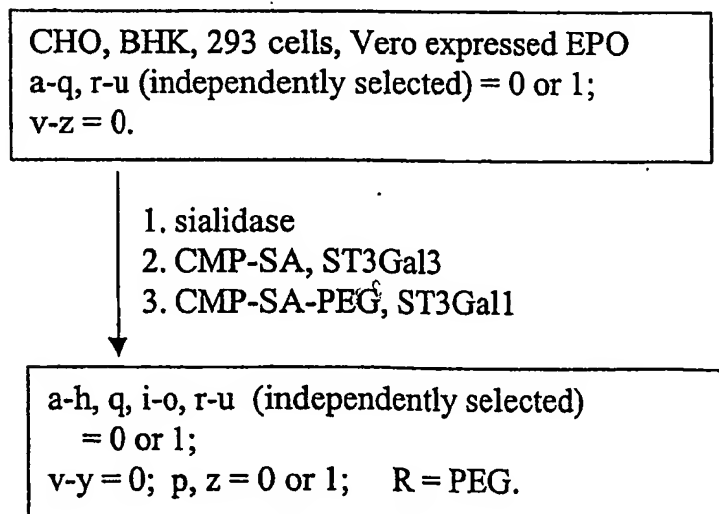 CHO, BHK, 293 cells, Vero expressed EPO
a-q, r-u (independently selected) = 0 or 1;
v-z = 0.
1. sialidase
2. CMP-SA, ST3Gal3
3. CMP-SA-PEG, ST3Gal1
a-h, q, i-o, r-u (independently selected)
= 0 or 1;
v-y = 0; p, z = 0 or 1; R = PEG.